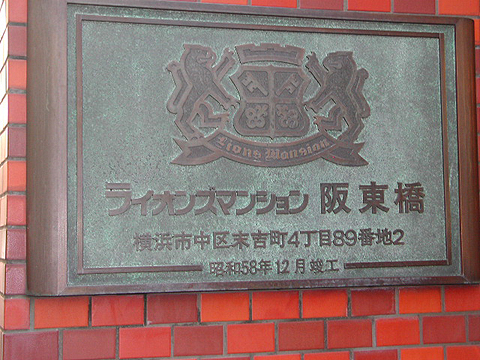 Lions Mansion
ライオンズマンション 阪東橋
横浜市中区末吉町4丁目89番地2
昭和58年12月竣工